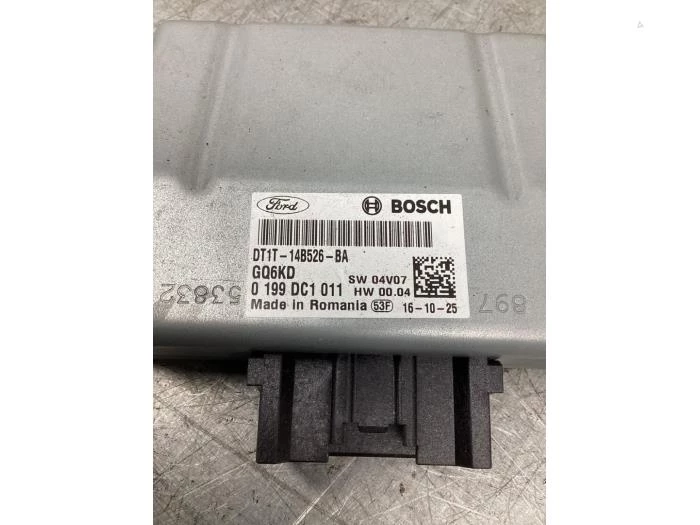 Ford BOSCH
DT1T-14B526-BA
GQ6KD
0 199 DC1 011
SW 04V07
HW 00.04
Made in Romania 53F 16-10-25
53832
897